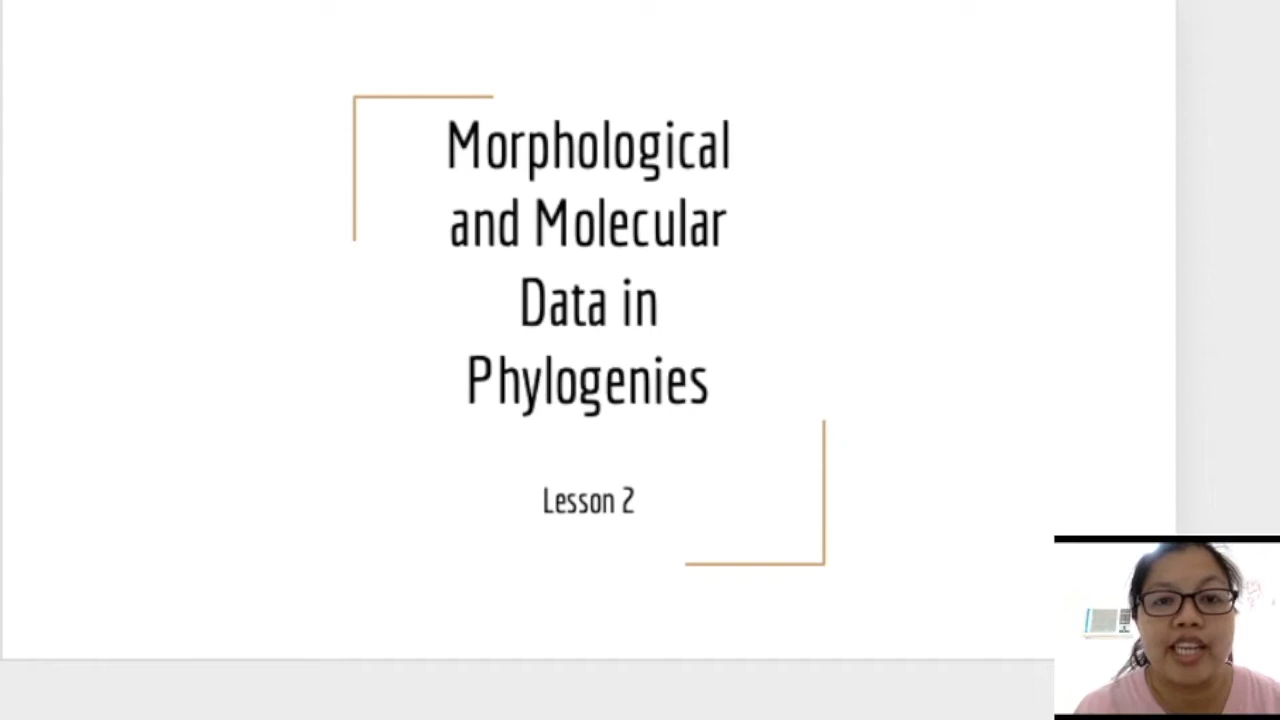 Morphological
and Molecular
Data in
Phylogenies
Lesson 2